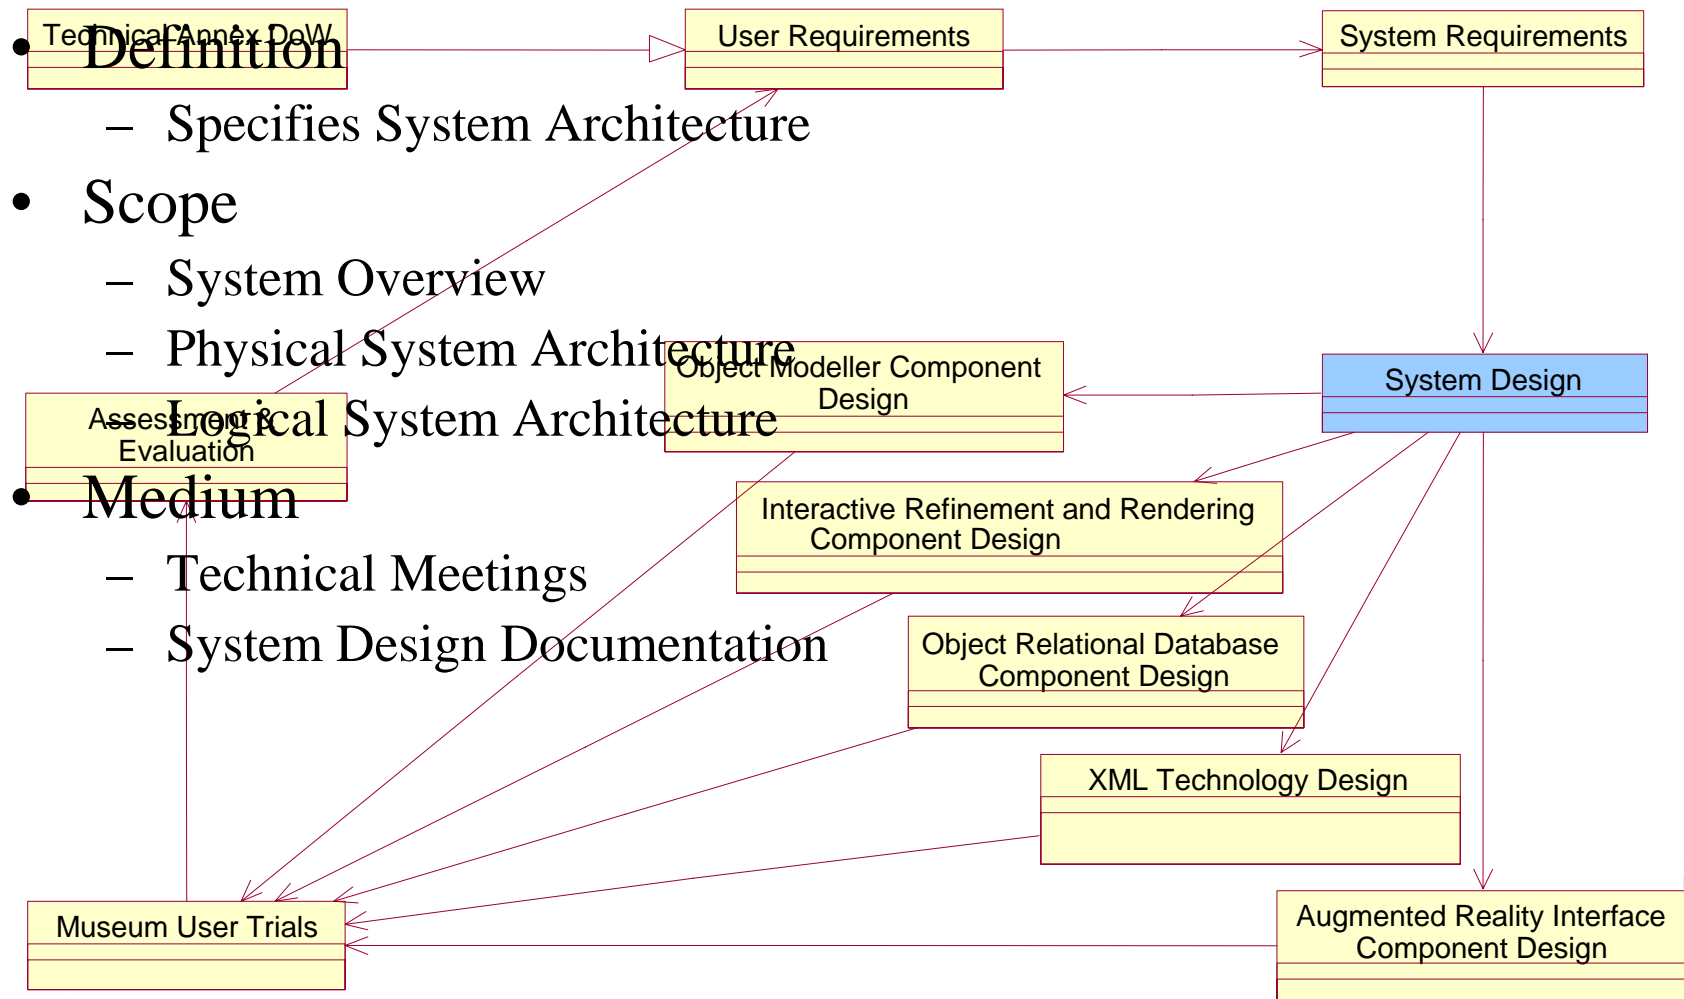 Technical Annex DoW
User Requirements
System Requirements
• Definition
– Specifies System Architecture
• Scope
– System Overview
– Physical System Architecture
– Logical System Architecture
• Medium
– Technical Meetings
– System Design Documentation
Object Modeller Component
Design
System Design
Assessment &
Evaluation
Interactive Refinement and Rendering
Component Design
Object Relational Database
Component Design
XML Technology Design
Museum User Trials
Augmented Reality Interface
Component Design